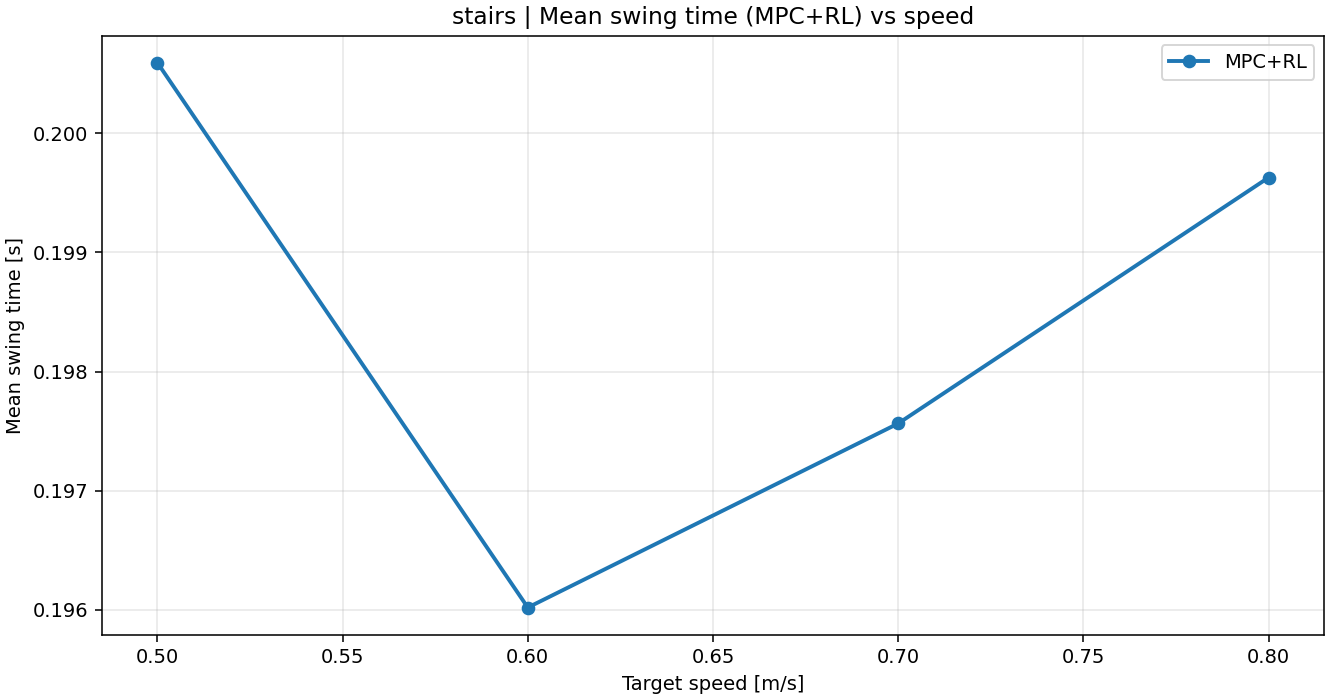 stairs | Mean swing time (MPC+RL) vs speed
MPC+RL
Mean swing time [s]
0.200
0.199
0.198
0.197
0.196
0.50 0.55 0.60 0.65 0.70 0.75 0.80
Target speed [m/s]